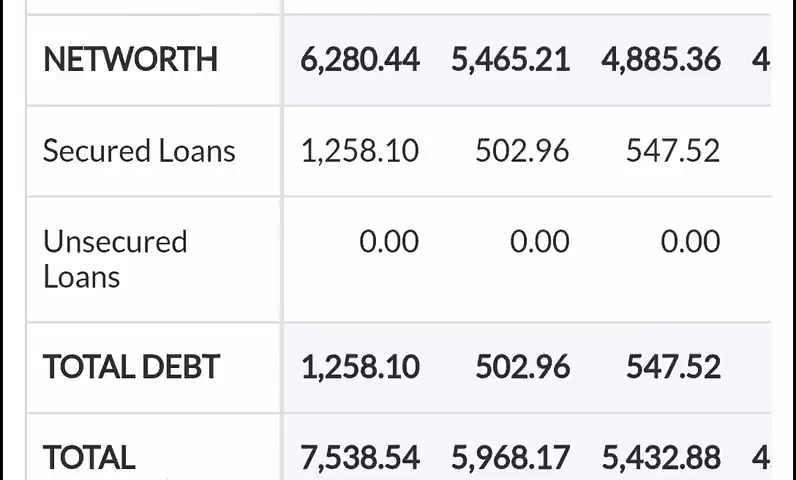 NETWORTH 6,280.44 5,465.21 4,885.36 4
Secured Loans 1,258.10 502.96 547.52
Unsecured 0.00 0.00 0.00
Loans
TOTAL DEBT 1,258.10 502.96 547.52
TOTAL 7,538.54 5,968.17 5,432.88 4